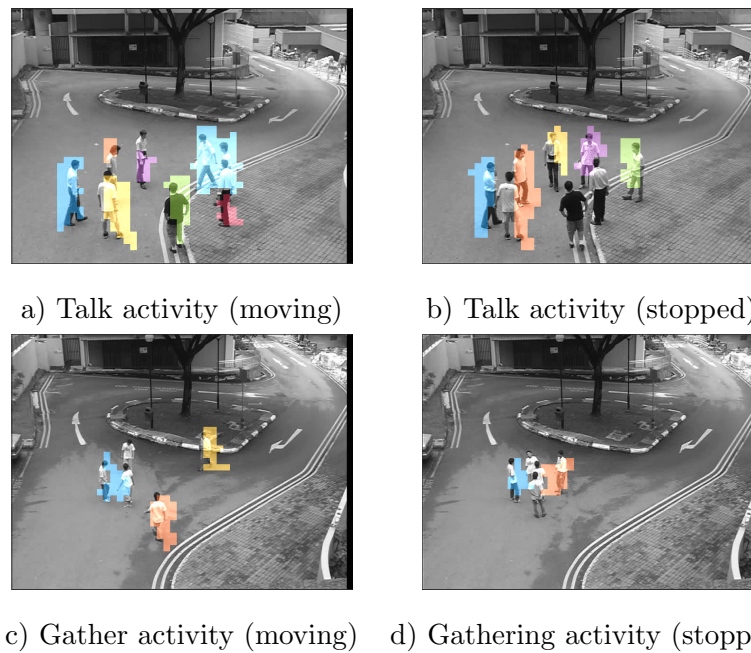 a) Talk activity (moving)
b) Talk activity (stopped)
c) Gather activity (moving)
d) Gathering activity (stopp